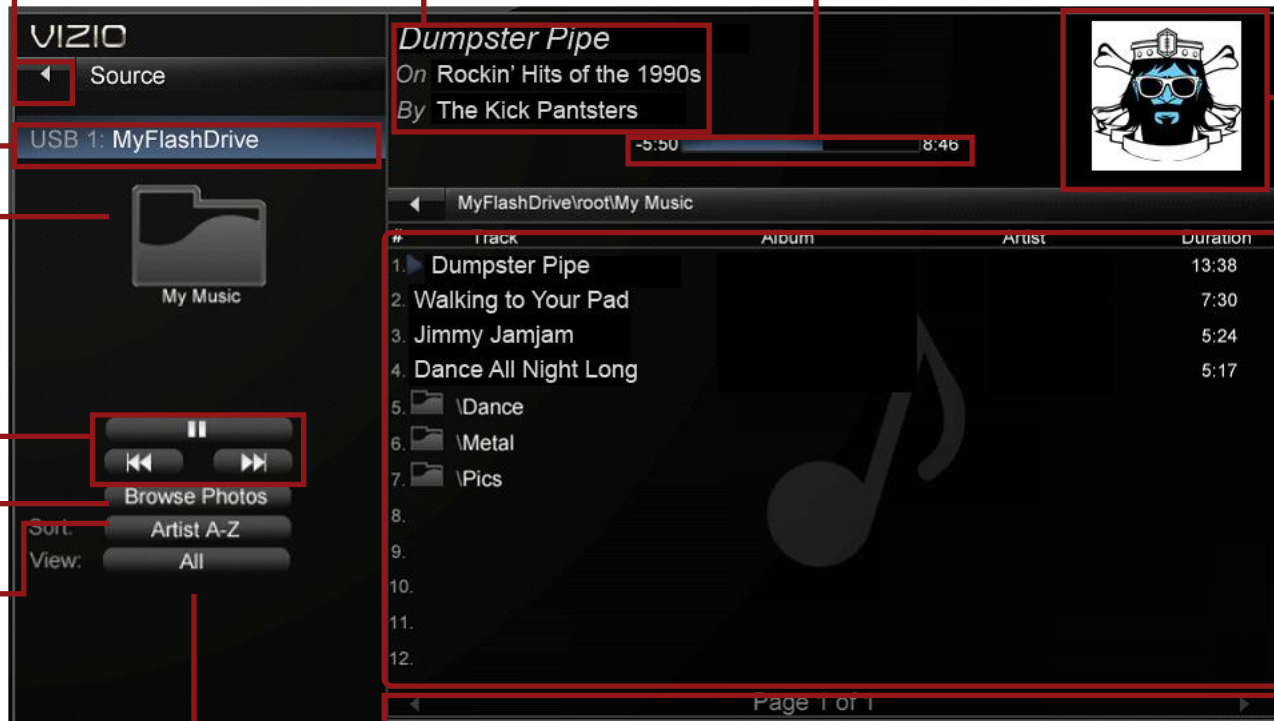 VIZIO
Source
USB 1: MyFlashDrive
My Music
Browse Photos
Sort: Artist A-Z
View: All
Dumpster Pipe
On Rockin' Hits of the 1990s
By The Kick Pantsters
-5:50 8:46
MyFlashDrive\root\My Music
# Track Album Artist Duration
1. Dumpster Pipe 13:38
2. Walking to Your Pad 7:30
3. Jimmy Jamjam 5:24
4. Dance All Night Long 5:17
5. \Dance
6. \Metal
7. \Pics
8.
9.
10.
11.
12.
Page 1 of 1